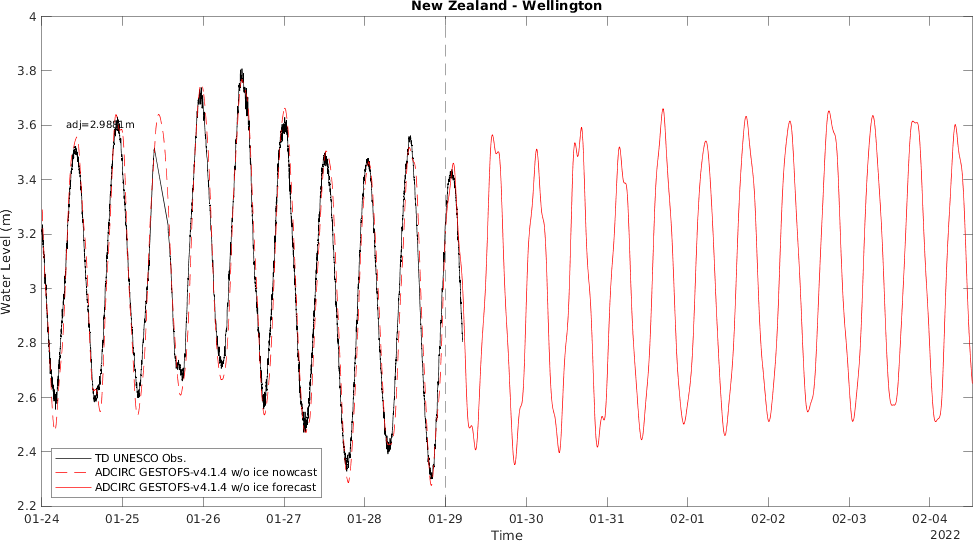 New Zealand - Wellington
4
3.8
3.6
3.4
3.2
3
2.8
2.6
2.4
2.2
Water Level (m)
adj=2.9881m
TD UNESCO Obs.
ADCIRC GESTOFS-v4.1.4 w/o ice nowcast
ADCIRC GESTOFS-v4.1.4 w/o ice forecast
01-24 01-25 01-26 01-27 01-28 01-29 01-30 01-31 02-01 02-02 02-03 02-04
Time
2022